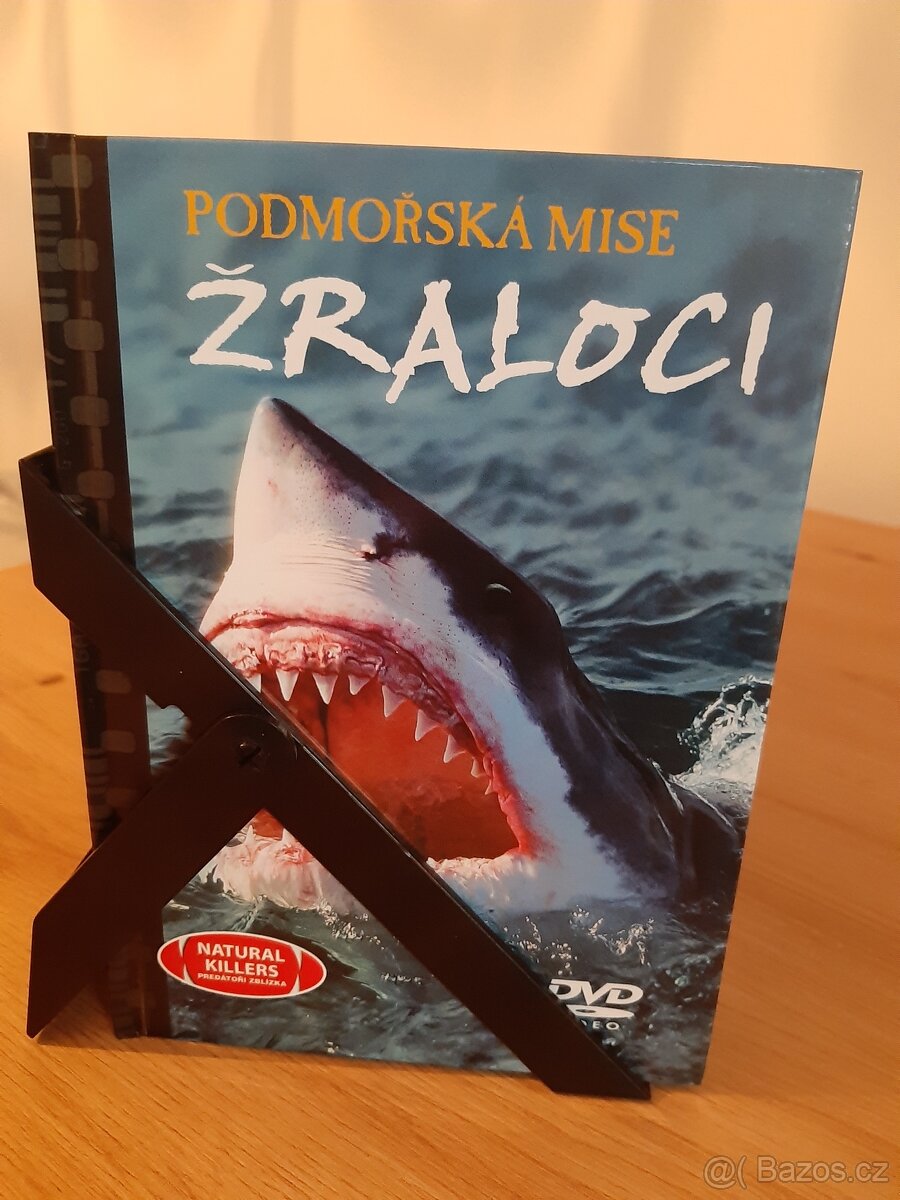 PODMOŘSKÁ MISE
ŽRALOCI
NATURAL
KILLERS
PREDÁTOŘI ZBLÍZKA
DVD
@( Bazos.cz